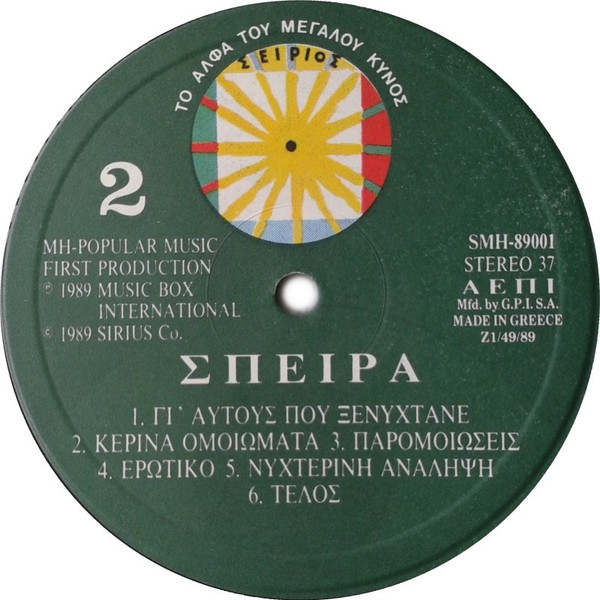 ΤΟ ΑΛΦΑ ΤΟΥ ΜΕΓΑΛΟΥ ΚΥΝΟΣ
ΣΕΙΡΙΟΣ
2
MH-POPULAR MUSIC
FIRST PRODUCTION
℗ 1989 MUSIC BOX
INTERNATIONAL
© 1989 SIRIUS Co.
SMH-89001
STEREO 37
ΑΕΠΙ
Mfd. by G.P.I. S.A.
MADE IN GREECE
Z1/49/89
ΣΠΕΙΡΑ
1. ΓΙ' ΑΥΤΟΥΣ ΠΟΥ ΞΕΝΥΧΤΑΝΕ
2. ΚΕΡΙΝΑ ΟΜΟΙΩΜΑΤΑ 3. ΠΑΡΟΜΟΙΩΣΕΙΣ
4. ΕΡΩΤΙΚΟ 5. ΝΥΧΤΕΡΙΝΗ ΑΝΑΛΗΨΗ
6. ΤΕΛΟΣ